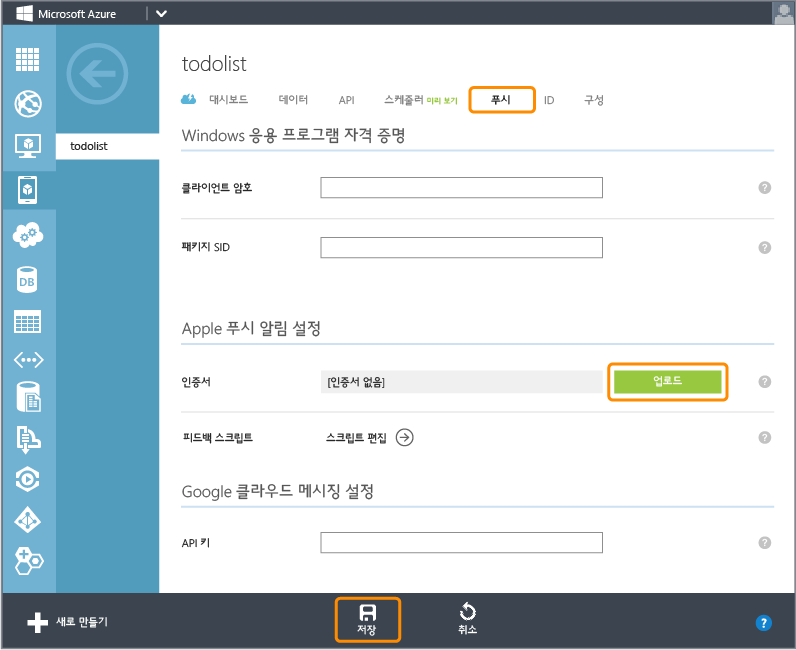 Microsoft Azure
todolist
todolist
대시보드 데이터 API 스케줄러 미리 보기 푸시 ID 구성
Windows 응용 프로그램 자격 증명
클라이언트 암호 ?
패키지 SID ?
Apple 푸시 알림 설정
인증서 [인증서 없음] 업로드 ?
피드백 스크립트 스크립트 편집 ?
Google 클라우드 메시징 설정
API 키 ?
DB
새로 만들기 저장 취소 ?